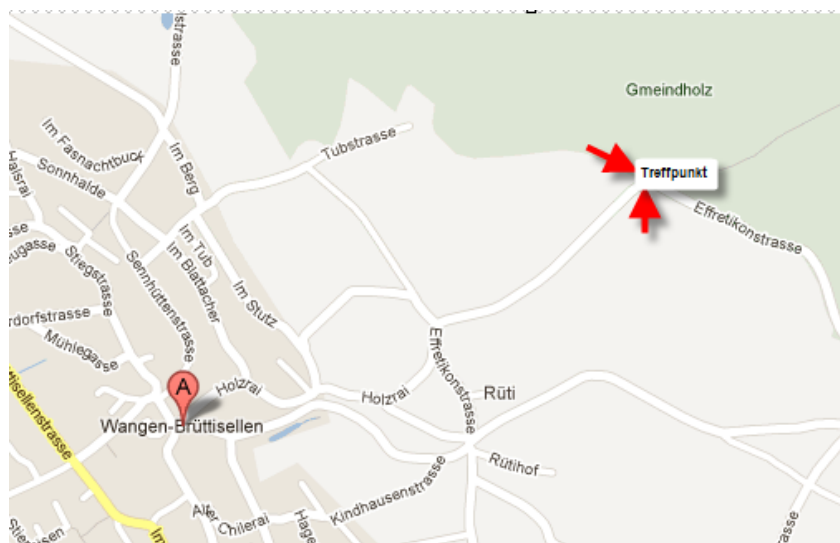 Gmeindholz
Treffpunkt
Effretikonstrasse
Tubstrasse
Im Fasnachtbuck
Sonnhalde
Halsrai
Im Berg
Im Tub
Im Blattacher
Stiegstrasse
Sennhüttenstrasse
Im Stutz
Mühlegasse
Effretikonstrasse
Holzrai
Holzrai
Rüti
A
Wangen-Brüttisellen
Rütihof
Kindhausenstrasse
Chilerai